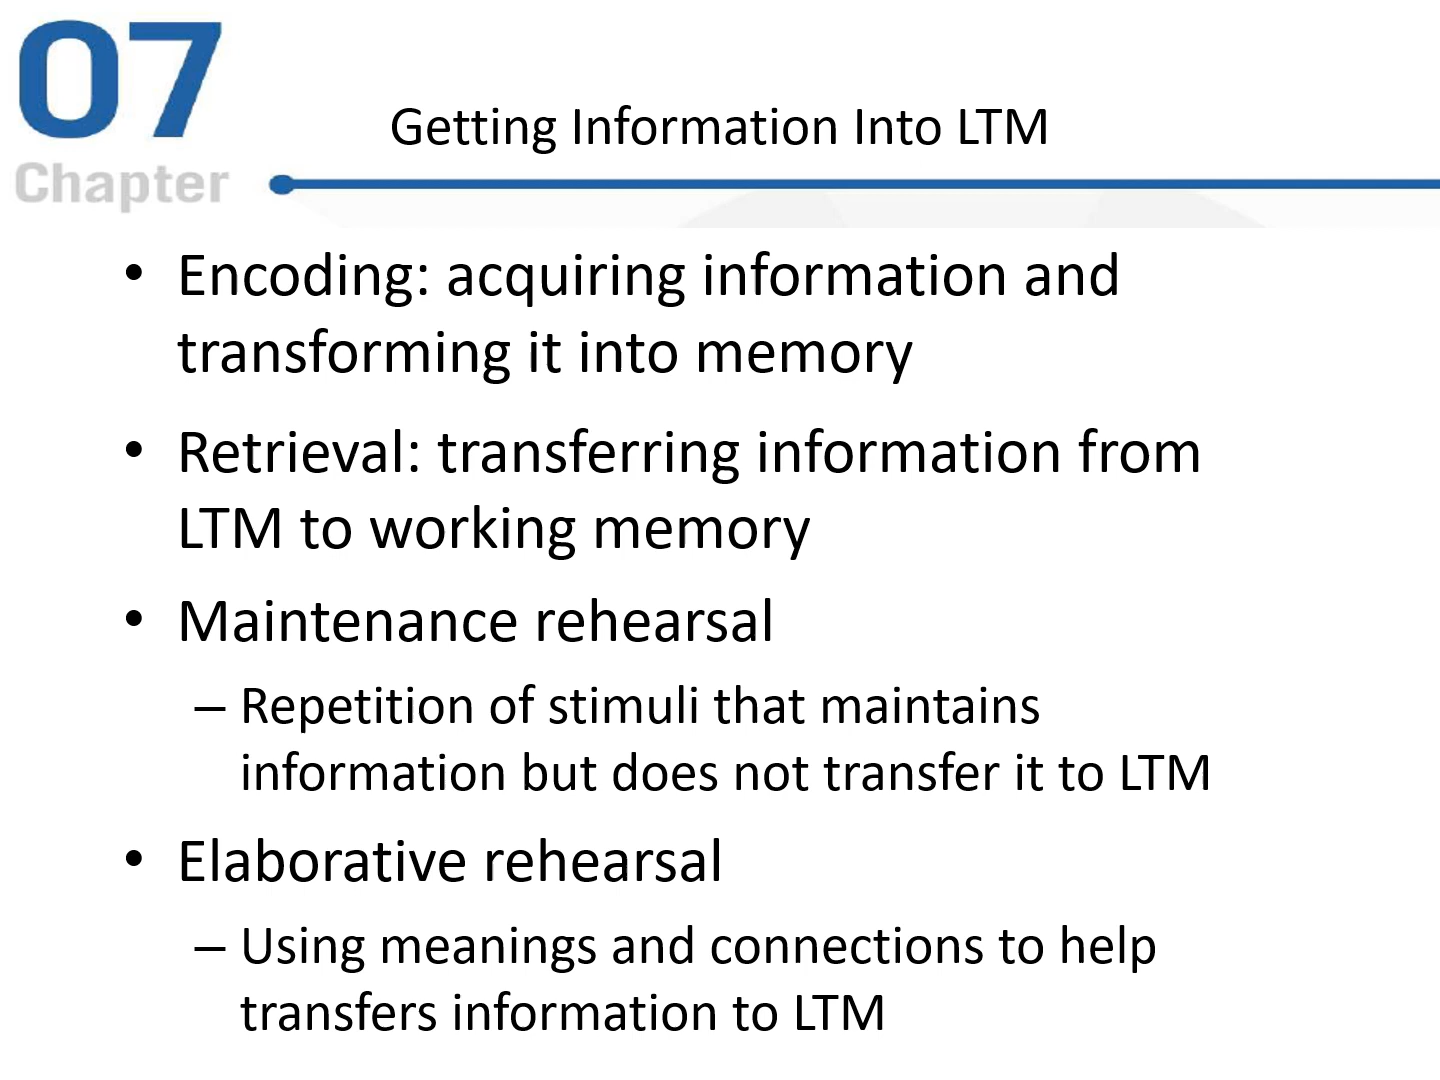 07
Chapter
Getting Information Into LTM
• Encoding: acquiring information and
transforming it into memory
• Retrieval: transferring information from
LTM to working memory
• Maintenance rehearsal
– Repetition of stimuli that maintains
information but does not transfer it to LTM
• Elaborative rehearsal
– Using meanings and connections to help
transfers information to LTM